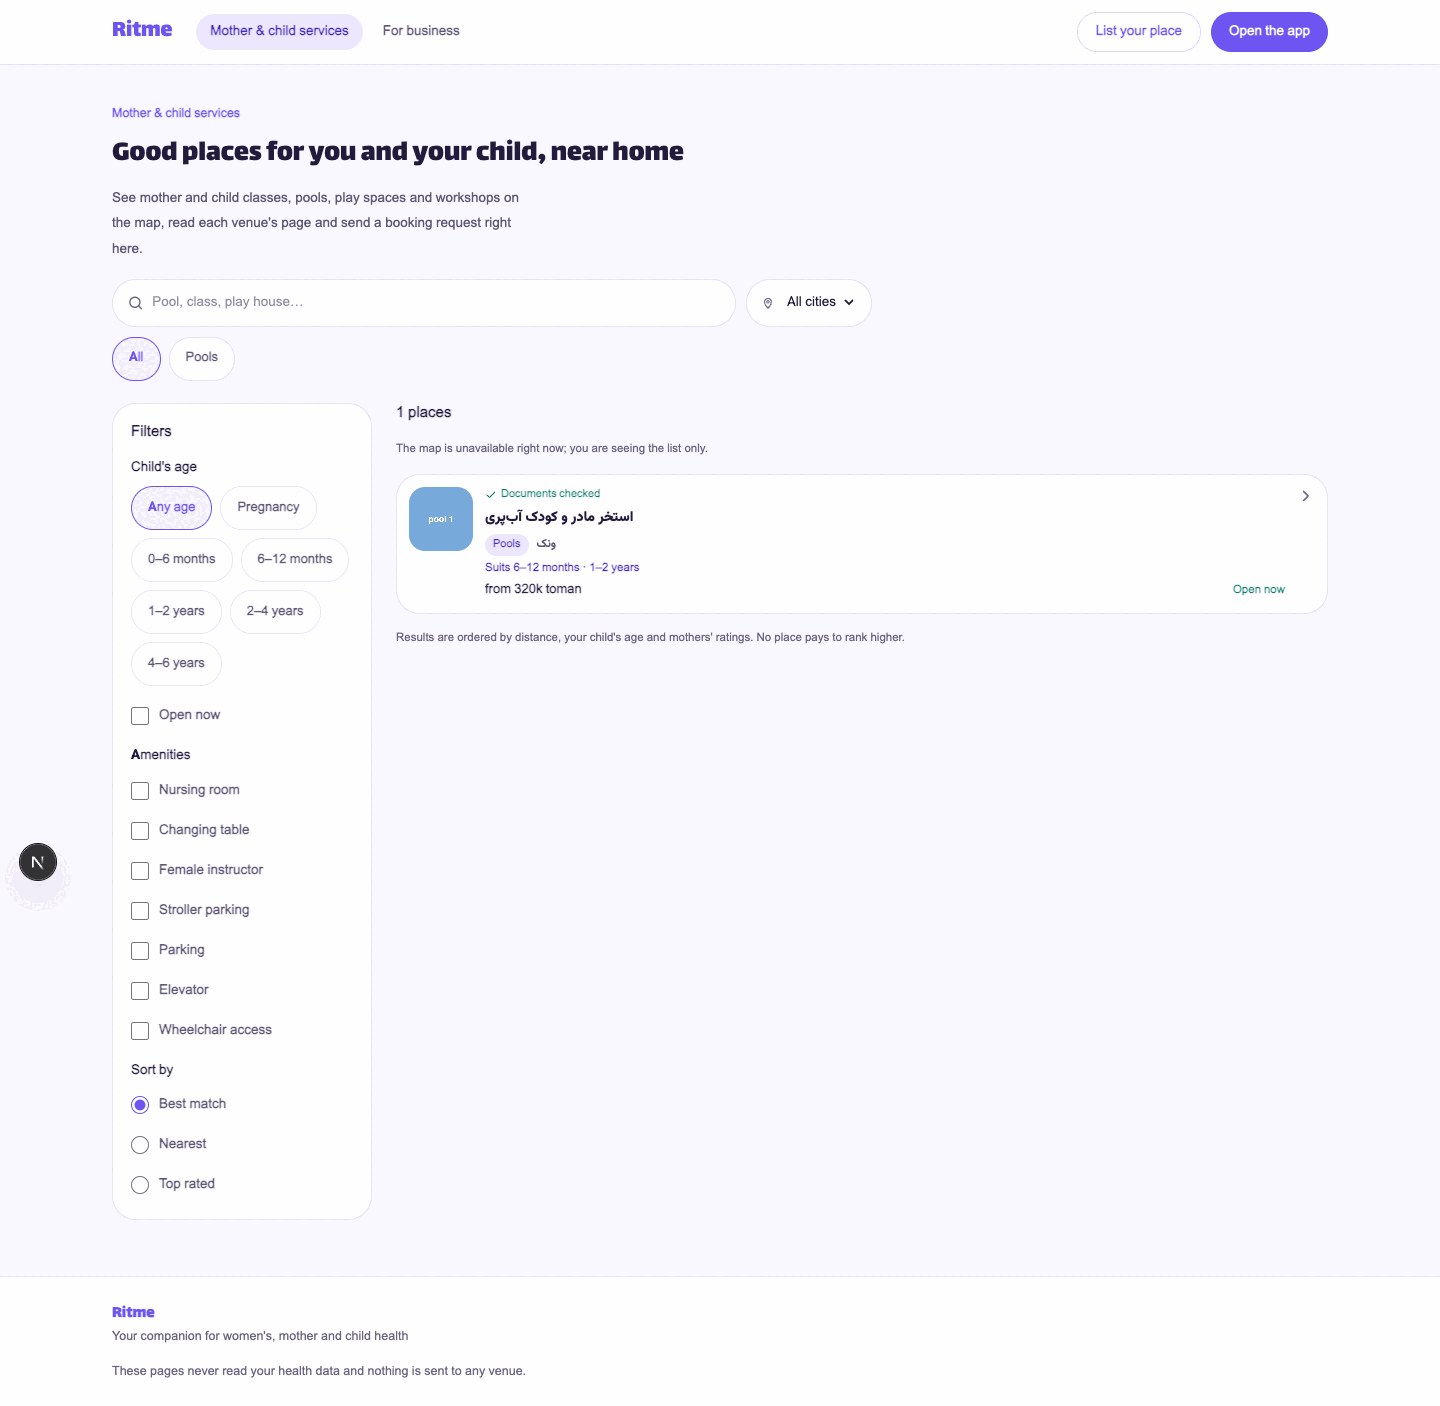 Ritme
Mother & child services
For business
List your place
Open the app
Mother & child services
Good places for you and your child, near home
See mother and child classes, pools, play spaces and workshops on
the map, read each venue's page and send a booking request right
here.
Pool, class, play house…
All cities
All
Pools
Filters
Child's age
Any age
Pregnancy
0–6 months
6–12 months
1–2 years
2–4 years
4–6 years
Open now
Amenities
Nursing room
Changing table
Female instructor
Stroller parking
Parking
Elevator
Wheelchair access
Sort by
Best match
Nearest
Top rated
1 places
The map is unavailable right now; you are seeing the list only.
pool 1
Documents checked
استخر مادر و کودک آب‌پری
Pools
ونک
Suits 6–12 months · 1–2 years
from 320k toman
Open now
Results are ordered by distance, your child's age and mothers' ratings. No place pays to rank higher.
N
Ritme
Your companion for women's, mother and child health
These pages never read your health data and nothing is sent to any venue.